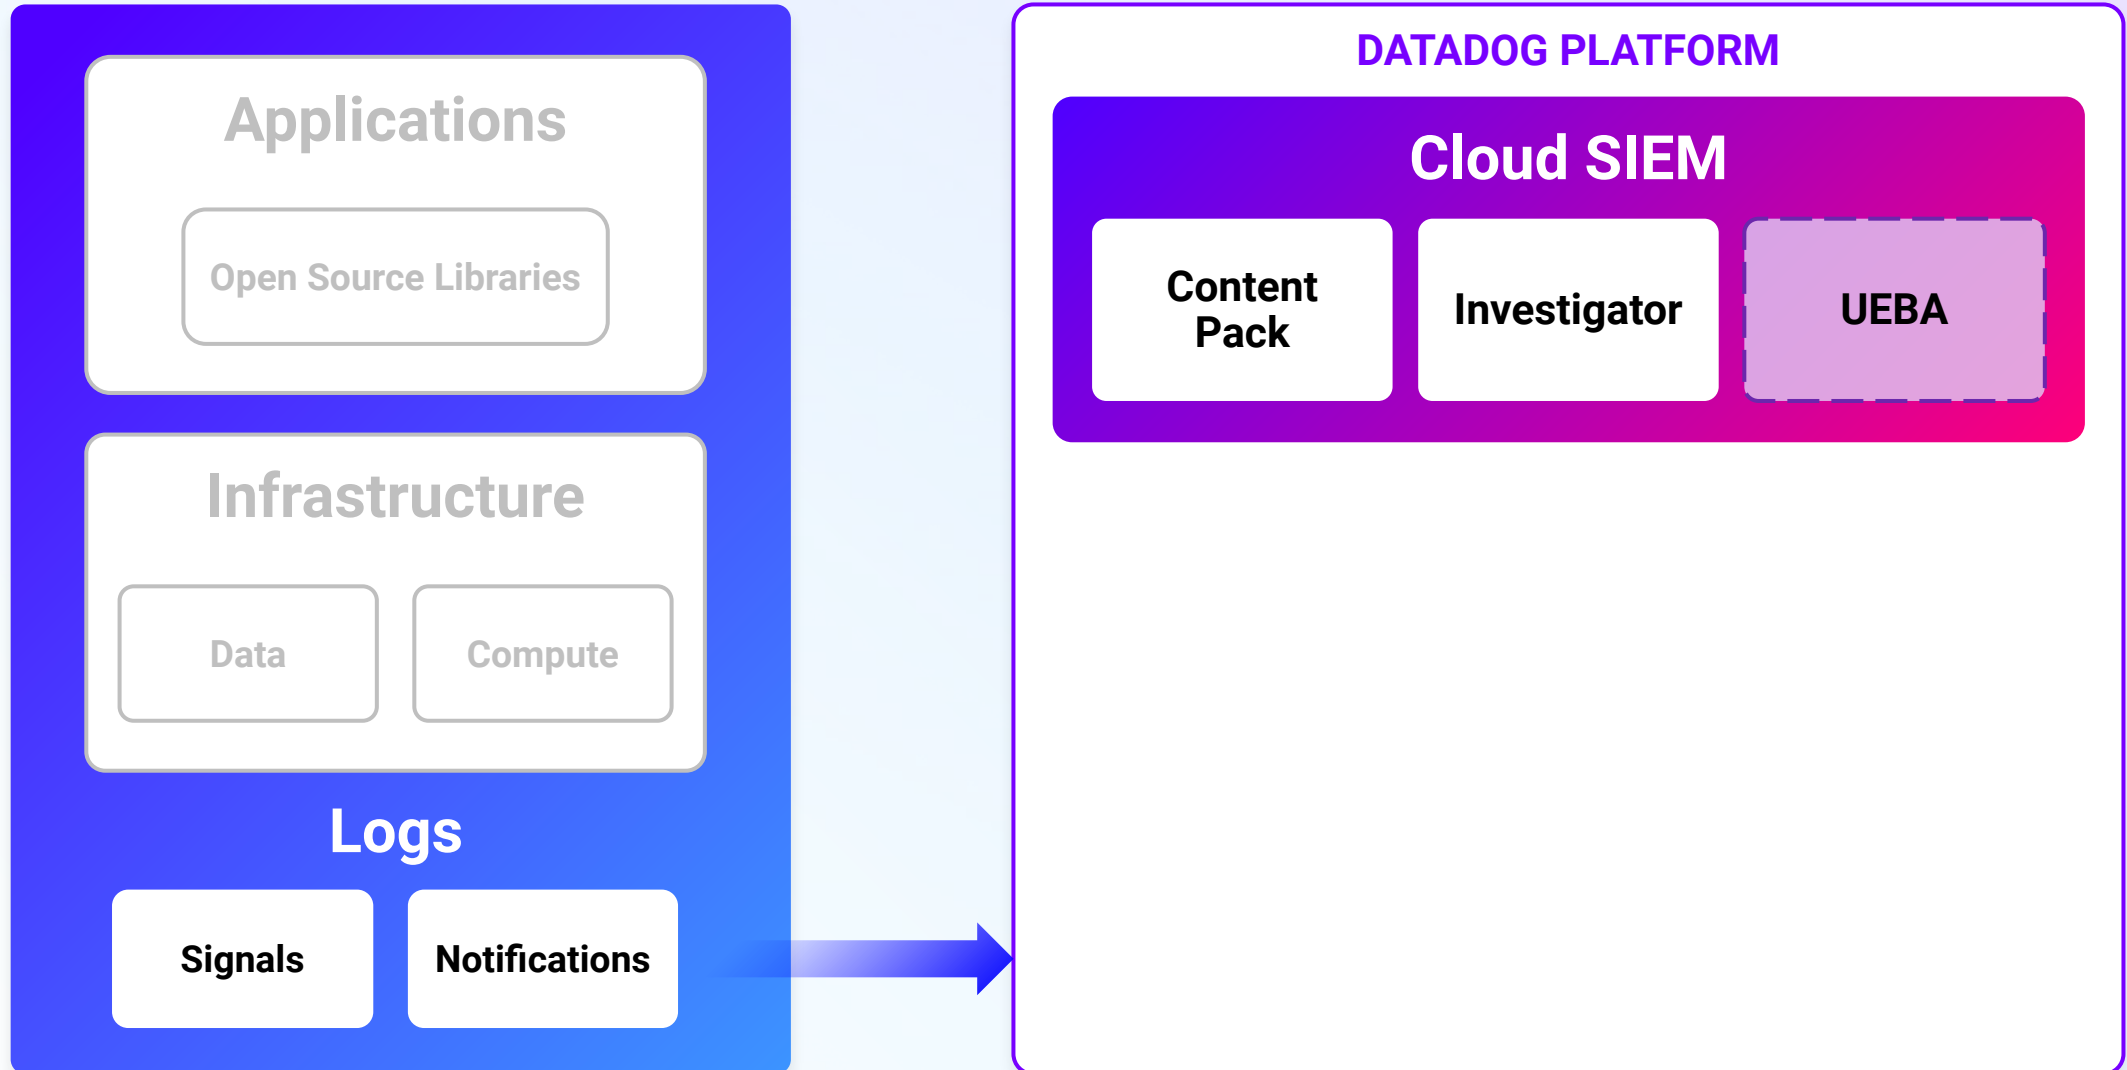 Applications
Open Source Libraries
Infrastructure
Data
Compute
Logs
Signals
Notifications
DATADOG PLATFORM
Cloud SIEM
Content
Pack
Investigator
UEBA